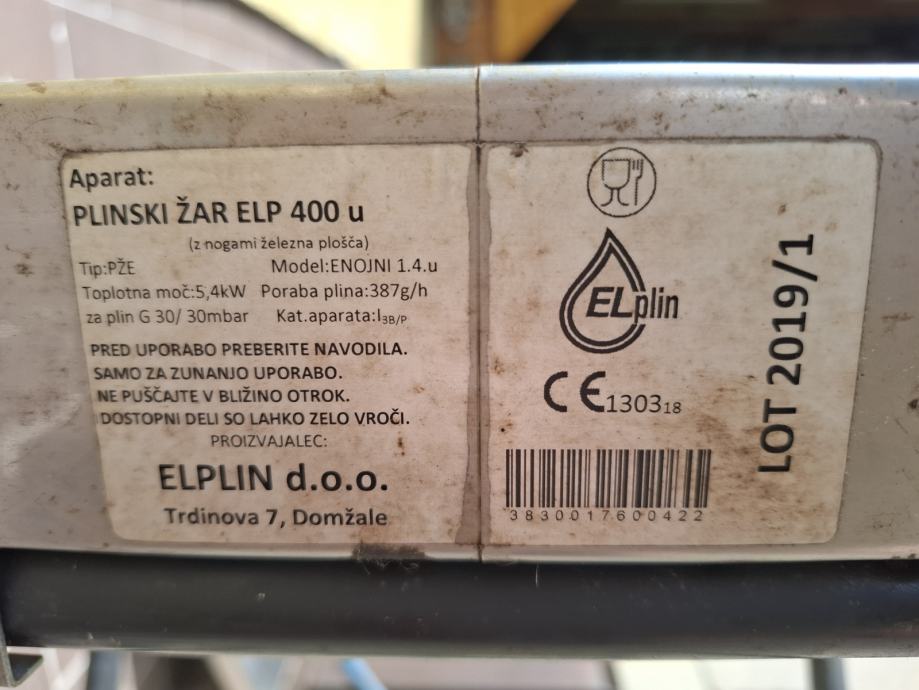 Aparat:
PLINSKI ŽAR ELP 400 u
(z nogami železna plošča)
Tip:PŽE Model:ENOJNI 1.4.u
Toplotna moč:5,4kW Poraba plina:387g/h
za plin G 30/ 30mbar Kat.aparata:I3B/P
PRED UPORABO PREBERITE NAVODILA.
SAMO ZA ZUNANJO UPORABO.
NE PUŠČAJTE V BLIŽINO OTROK.
DOSTOPNI DELI SO LAHKO ZELO VROČI.
PROIZVAJALEC:
ELPLIN d.o.o.
Trdinova 7, Domžale
ELplin
CE 1303 18
3830017600422
LOT 2019/1